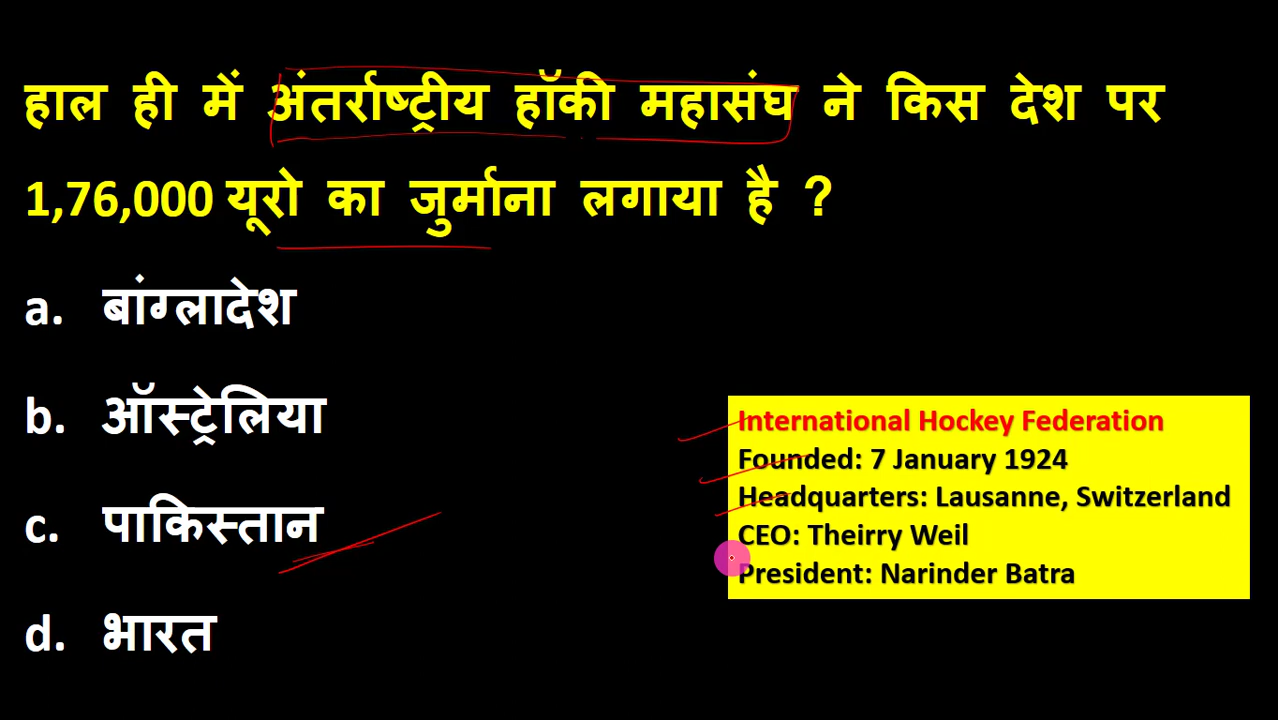 हाल ही में अंतर्राष्ट्रीय हॉकी महासंघ ने किस देश पर
1,76,000 यूरो का जुर्माना लगाया है ?
a. बांग्लादेश
b. ऑस्ट्रेलिया
c. पाकिस्तान
d. भारत
International Hockey Federation
Founded: 7 January 1924
Headquarters: Lausanne, Switzerland
CEO: Theirry Weil
President: Narinder Batra